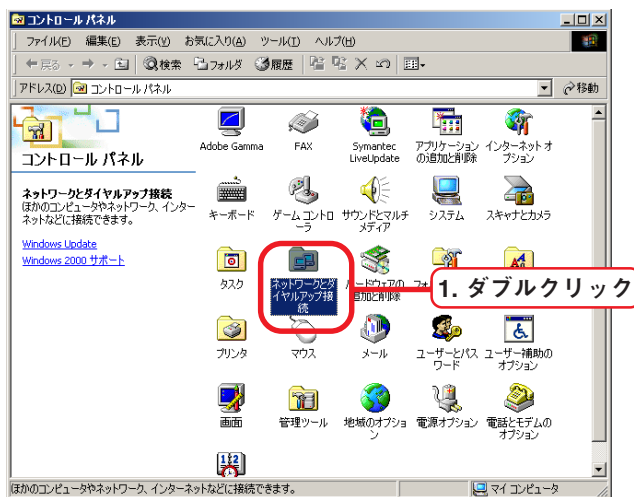 コントロール パネル
ファイル(F) 編集(E) 表示(V) お気に入り(A) ツール(T) ヘルプ(H)
戻る 検索 フォルダ 履歴
アドレス(D) コントロール パネル 移動
コントロール パネル
ネットワークとダイヤルアップ接続
ほかのコンピュータやネットワーク、インター
ネットなどに接続できます。
Windows Update
Windows 2000 サポート
Adobe Gamma
FAX
Symantec
LiveUpdate
アプリケーション
の追加と削除
インターネット オ
プション
キーボード
ゲーム コントロ
ーラ
サウンドとマルチ
メディア
システム
スキャナとカメラ
タスク
ネットワークとダ
イヤルアップ接
続
ハードウェアの
追加と削除
1. ダブルクリック
プリンタ
マウス
メール
ユーザーとパス
ワード
ユーザー補助の
オプション
画面
管理ツール
地域のオプショ
ン
電源オプション
電話とモデムの
オプション
ほかのコンピュータやネットワーク、インターネットなどに接続できます。
マイ コンピュータ